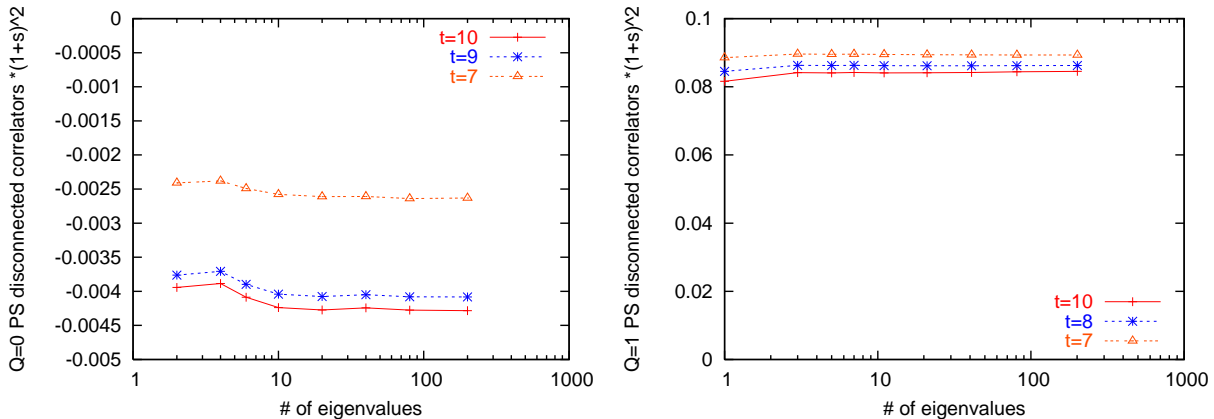 Q=0 PS disconnected correlators *(1+s)^2
0
-0.0005
-0.001
-0.0015
-0.002
-0.0025
-0.003
-0.0035
-0.004
-0.0045
-0.005
t=10
t=9
t=7
1 10 100 1000
# of eigenvalues
Q=1 PS disconnected correlators *(1+s)^2
0.1
0.08
0.06
0.04
0.02
0
t=10
t=8
t=7
1 10 100 1000
# of eigenvalues